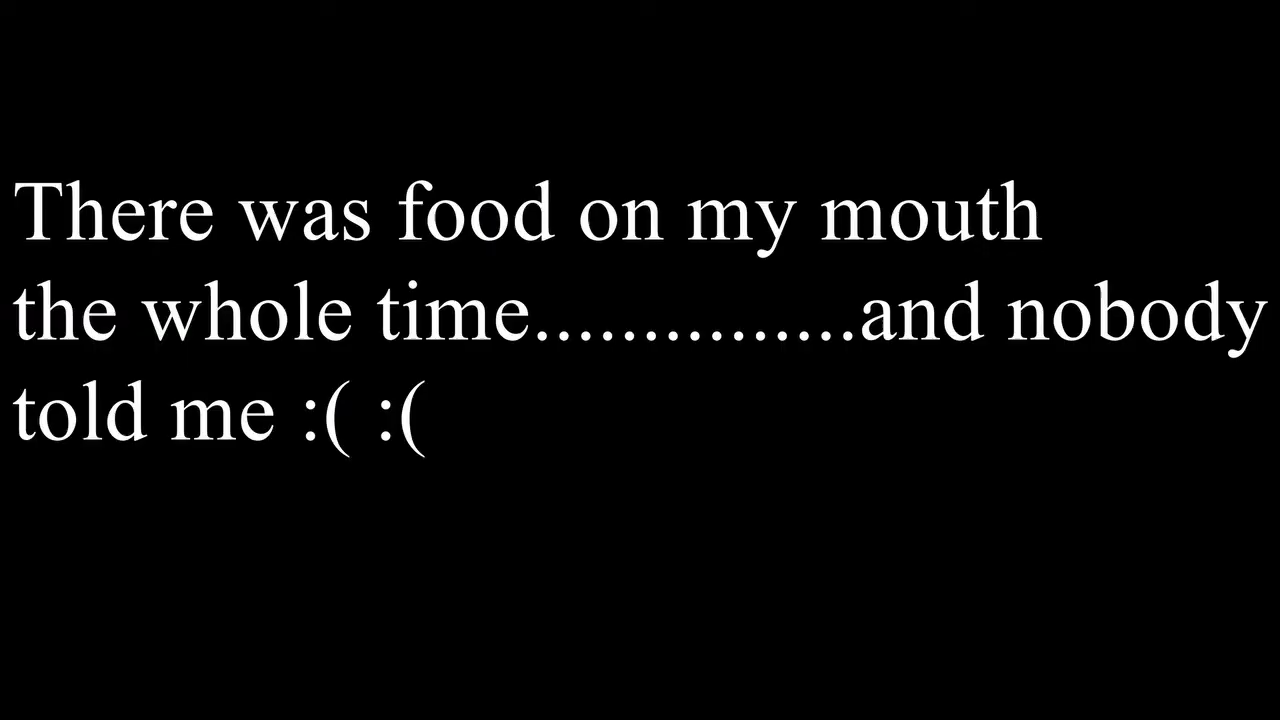 There was food on my mouth
the whole time...............and nobody
told me :( :(